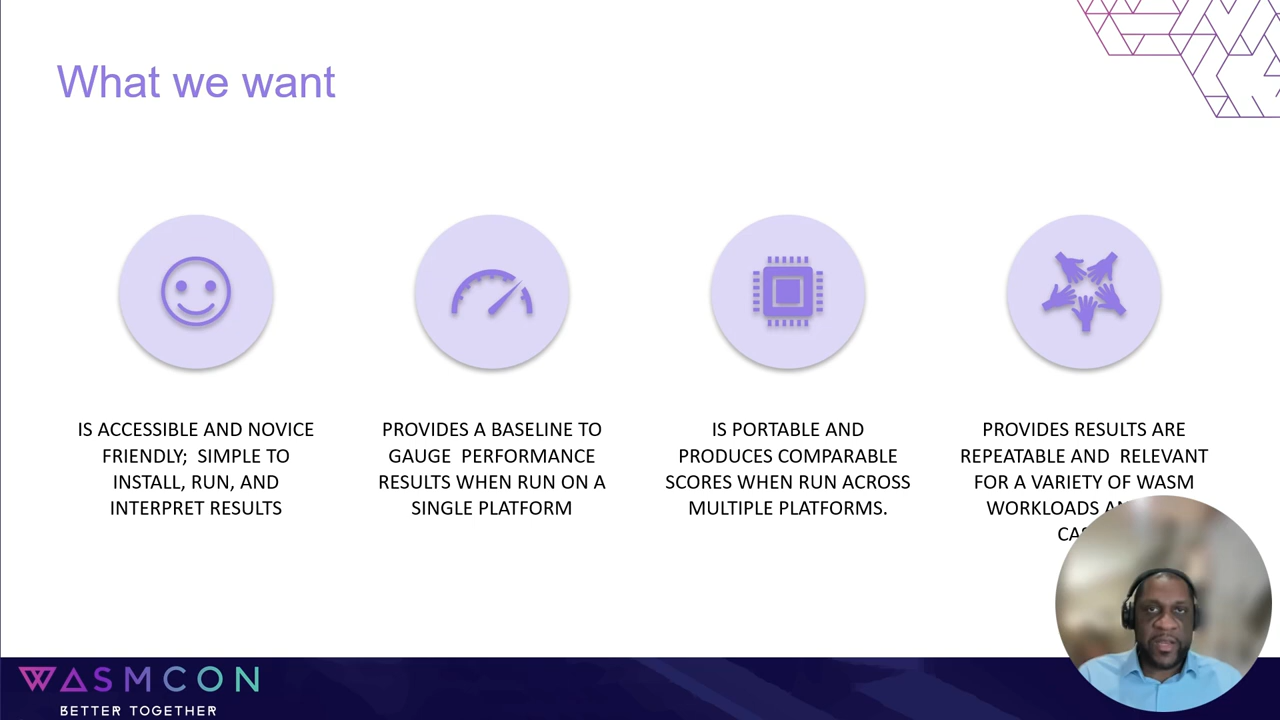 What we want
IS ACCESSIBLE AND NOVICE
FRIENDLY; SIMPLE TO
INSTALL, RUN, AND
INTERPRET RESULTS
PROVIDES A BASELINE TO
GAUGE PERFORMANCE
RESULTS WHEN RUN ON A
SINGLE PLATFORM
IS PORTABLE AND
PRODUCES COMPARABLE
SCORES WHEN RUN ACROSS
MULTIPLE PLATFORMS.
PROVIDES RESULTS ARE
REPEATABLE AND RELEVANT
FOR A VARIETY OF WASM
WORKLOADS
WASMCON
BETTER TOGETHER